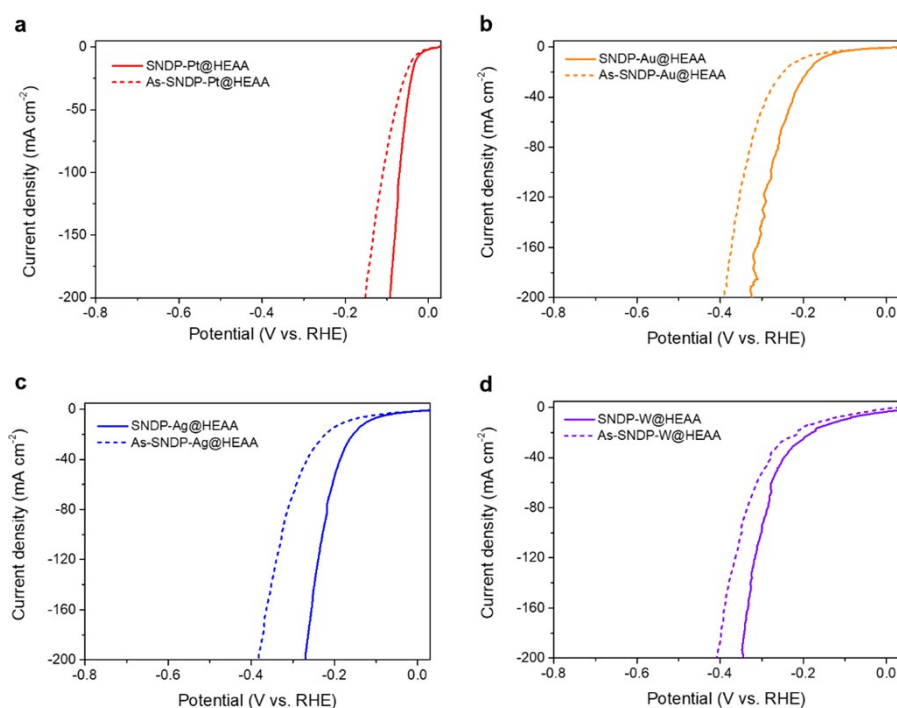 a
SNDP-Pt@HEAA
As-SNDP-Pt@HEAA
Current density (mA cm⁻²)
0
-50
-100
-150
-200
-0.8 -0.6 -0.4 -0.2 0.0
Potential (V vs. RHE)
b
SNDP-Au@HEAA
As-SNDP-Au@HEAA
Current density (mA cm⁻²)
0
-40
-80
-120
-160
-200
-0.8 -0.6 -0.4 -0.2 0.0
Potential (V vs. RHE)
c
SNDP-Ag@HEAA
As-SNDP-Ag@HEAA
Current density (mA cm⁻²)
0
-40
-80
-120
-160
-200
-0.8 -0.6 -0.4 -0.2 0.0
Potential (V vs. RHE)
d
SNDP-W@HEAA
As-SNDP-W@HEAA
Current density (mA cm⁻²)
0
-40
-80
-120
-160
-200
-0.8 -0.6 -0.4 -0.2 0.0
Potential (V vs. RHE)